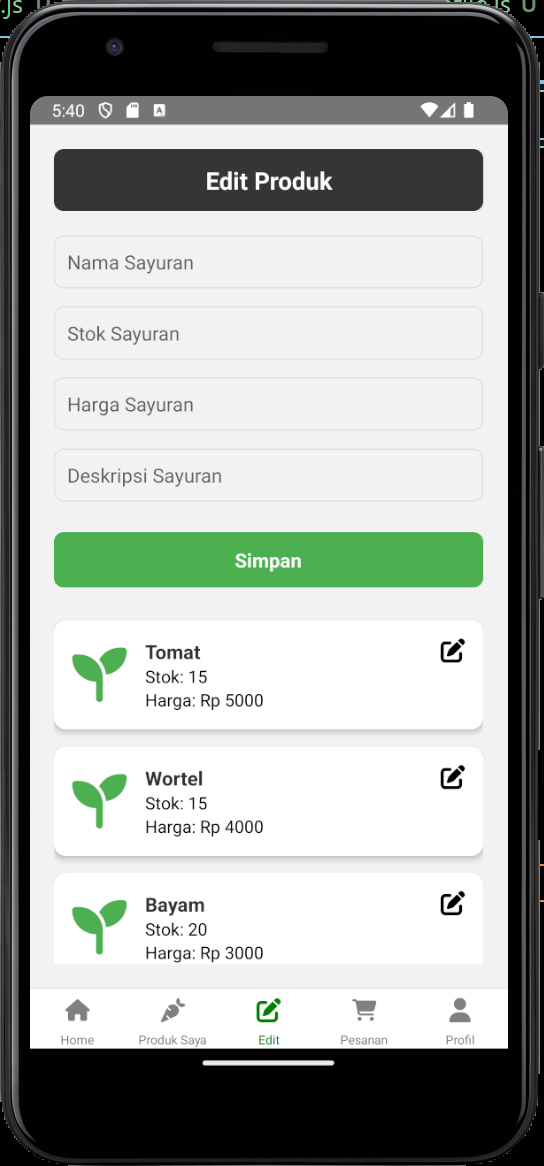 .js U
5:40
Edit Produk
Nama Sayuran
Stok Sayuran
Harga Sayuran
Deskripsi Sayuran
Simpan
Tomat
Stok: 15
Harga: Rp 5000
Wortel
Stok: 15
Harga: Rp 4000
Bayam
Stok: 20
Harga: Rp 3000
Home
Produk Saya
Edit
Pesanan
Profil